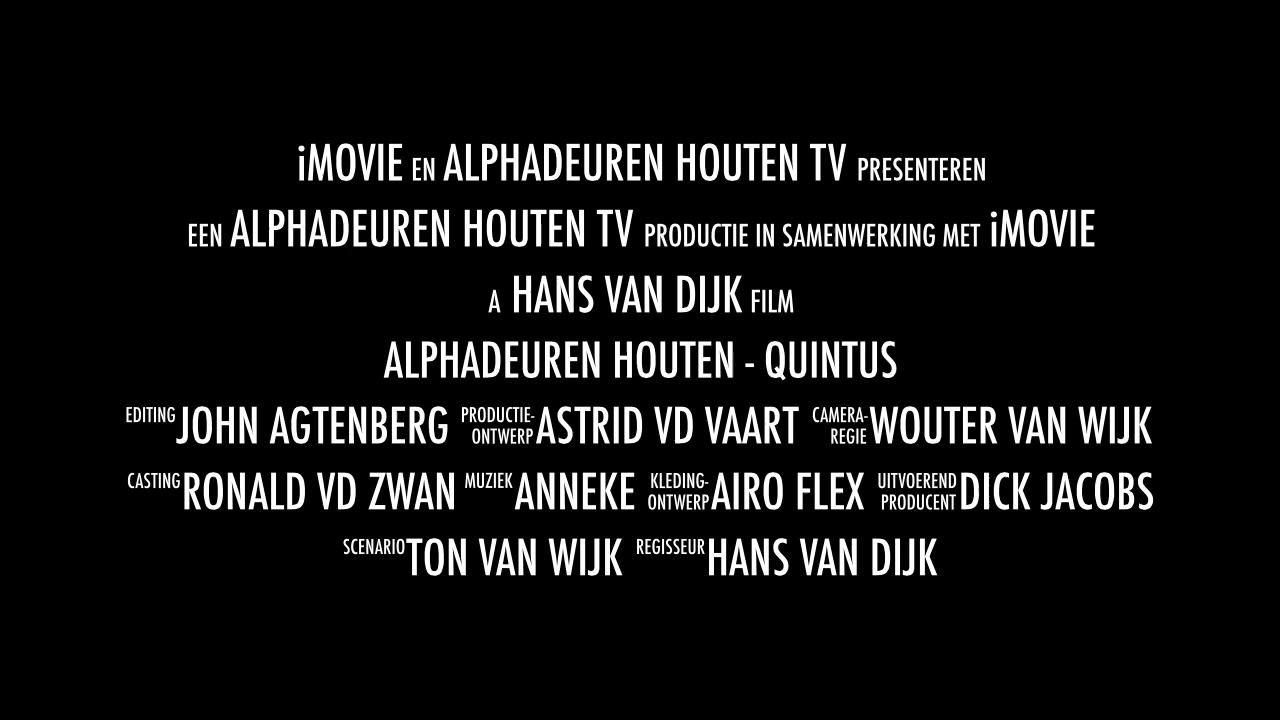 iMOVIE EN ALPHADEUREN HOUTEN TV PRESENTEREN
EEN ALPHADEUREN HOUTEN TV PRODUCTIE IN SAMENWERKING MET iMOVIE
A HANS VAN DIJK FILM
ALPHADEUREN HOUTEN - QUINTUS
EDITING JOHN AGTENBERG PRODUCTIE-ONTWERP ASTRID VD VAART CAMERA-REGIE WOUTER VAN WIJK
CASTING RONALD VD ZWAN MUZIEK ANNEKE KLEDING-ONTWERP AIRO FLEX UITVOEREND PRODUCENT DICK JACOBS
SCENARIO TON VAN WIJK REGISSEUR HANS VAN DIJK